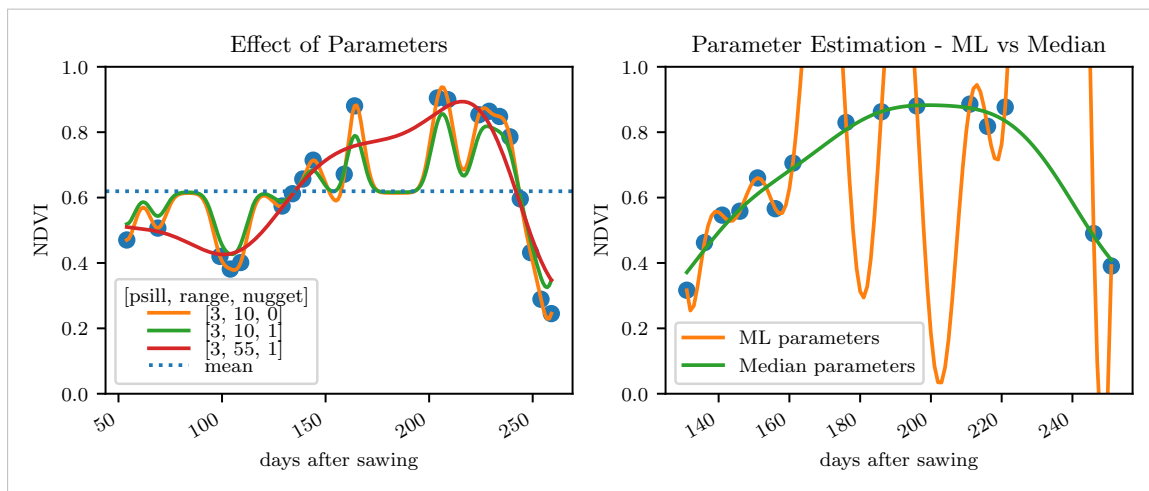 Effect of Parameters
NDVI
1.0
0.8
0.6
0.4
0.2
0.0
[psill, range, nugget]
[3, 10, 0]
[3, 10, 1]
[3, 55, 1]
mean
50
100
150
200
250
days after sawing
Parameter Estimation - ML vs Median
NDVI
1.0
0.8
0.6
0.4
0.2
0.0
ML parameters
Median parameters
140
160
180
200
220
240
days after sawing